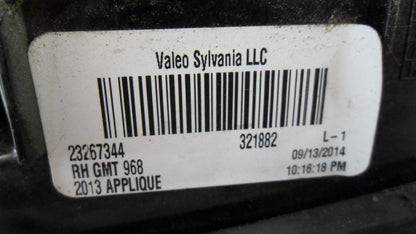 Valeo Sylvania LLC
23267344 321882 L-1
RH GMT 968 09/13/2014
2013 APPLIQUE 10:16:18 PM